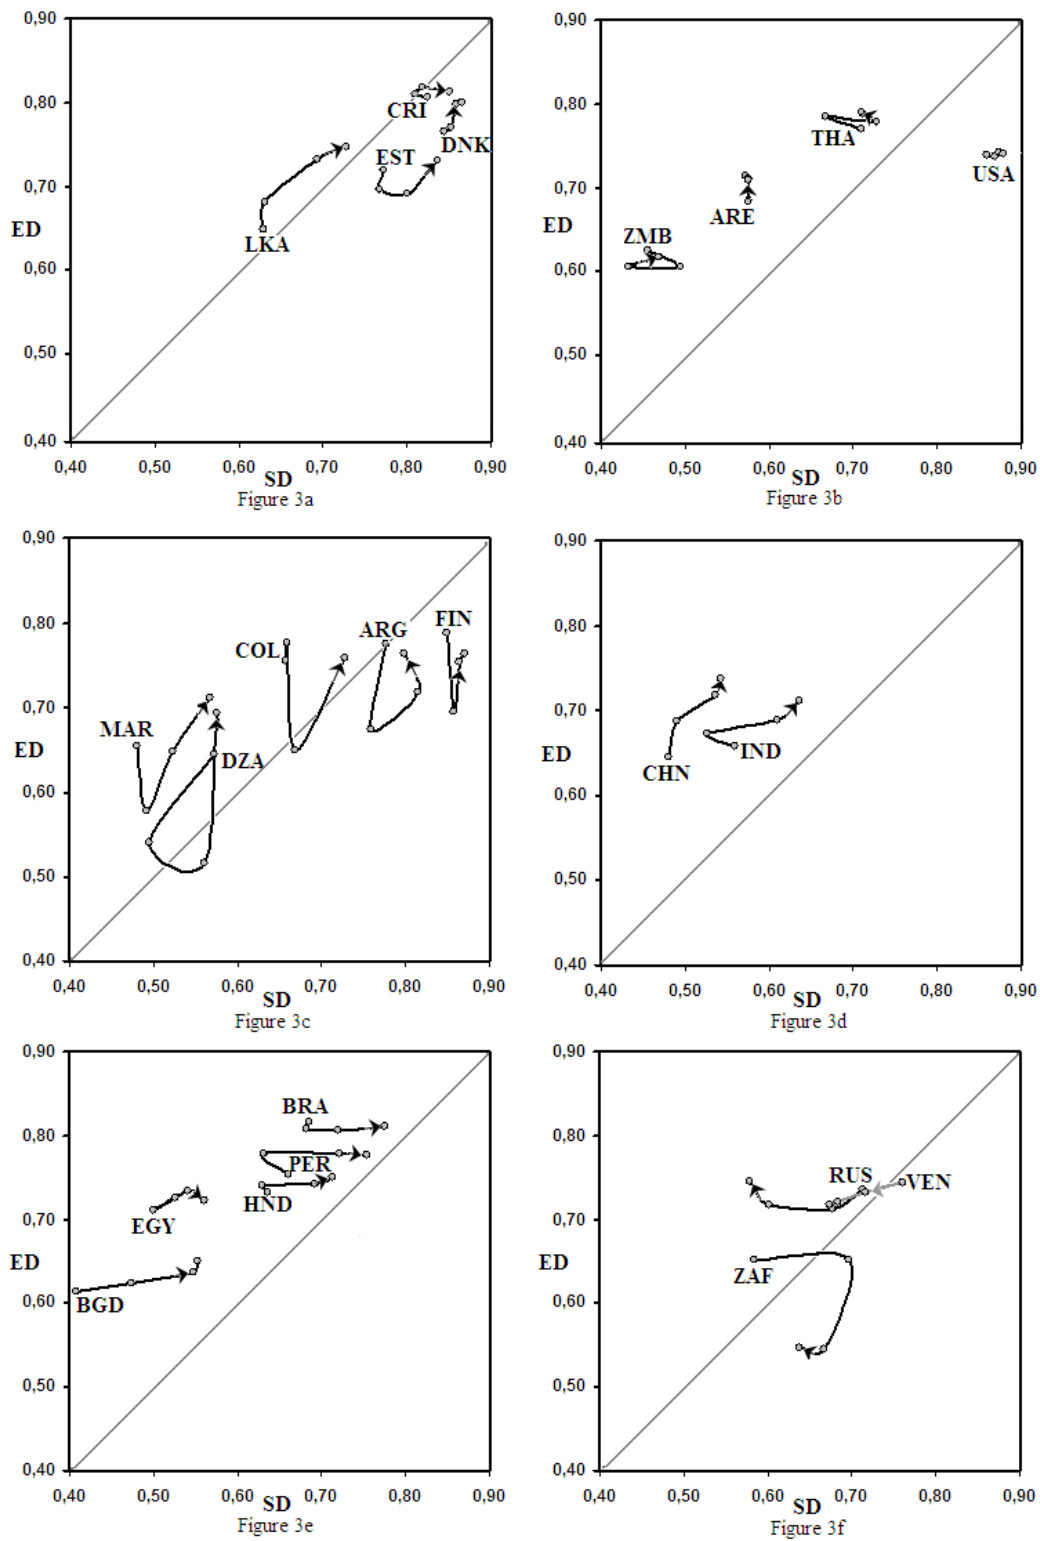 0,90
0,80
0,70
ED
0,60
0,50
0,40
0,40 0,50 0,60 0,70 0,80 0,90
SD
CRI
DNK
EST
LKA
Figure 3a
0,90
0,80
0,70
ED
0,60
0,50
0,40
0,40 0,50 0,60 0,70 0,80 0,90
SD
THA
USA
ARE
ZMB
Figure 3b
0,90
0,80
0,70
ED
0,60
0,50
0,40
0,40 0,50 0,60 0,70 0,80 0,90
SD
FIN
ARG
COL
MAR
DZA
Figure 3c
0,90
0,80
0,70
ED
0,60
0,50
0,40
0,40 0,50 0,60 0,70 0,80 0,90
SD
IND
CHN
Figure 3d
0,90
0,80
0,70
ED
0,60
0,50
0,40
0,40 0,50 0,60 0,70 0,80 0,90
SD
BRA
PER
HND
EGY
BGD
Figure 3e
0,90
0,80
0,70
ED
0,60
0,50
0,40
0,40 0,50 0,60 0,70 0,80 0,90
SD
RUS
VEN
ZAF
Figure 3f